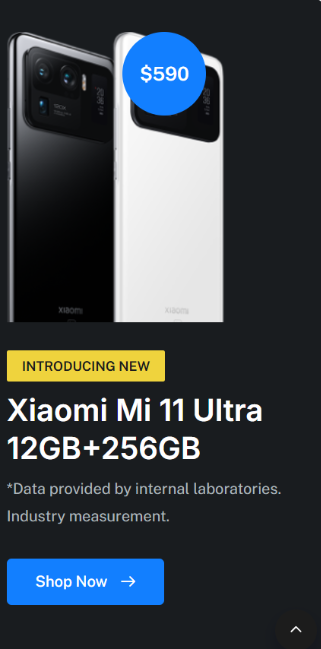 $590
xiaomi
xiaomi
INTRODUCING NEW
Xiaomi Mi 11 Ultra
12GB+256GB
*Data provided by internal laboratories.
Industry measurement.
Shop Now →